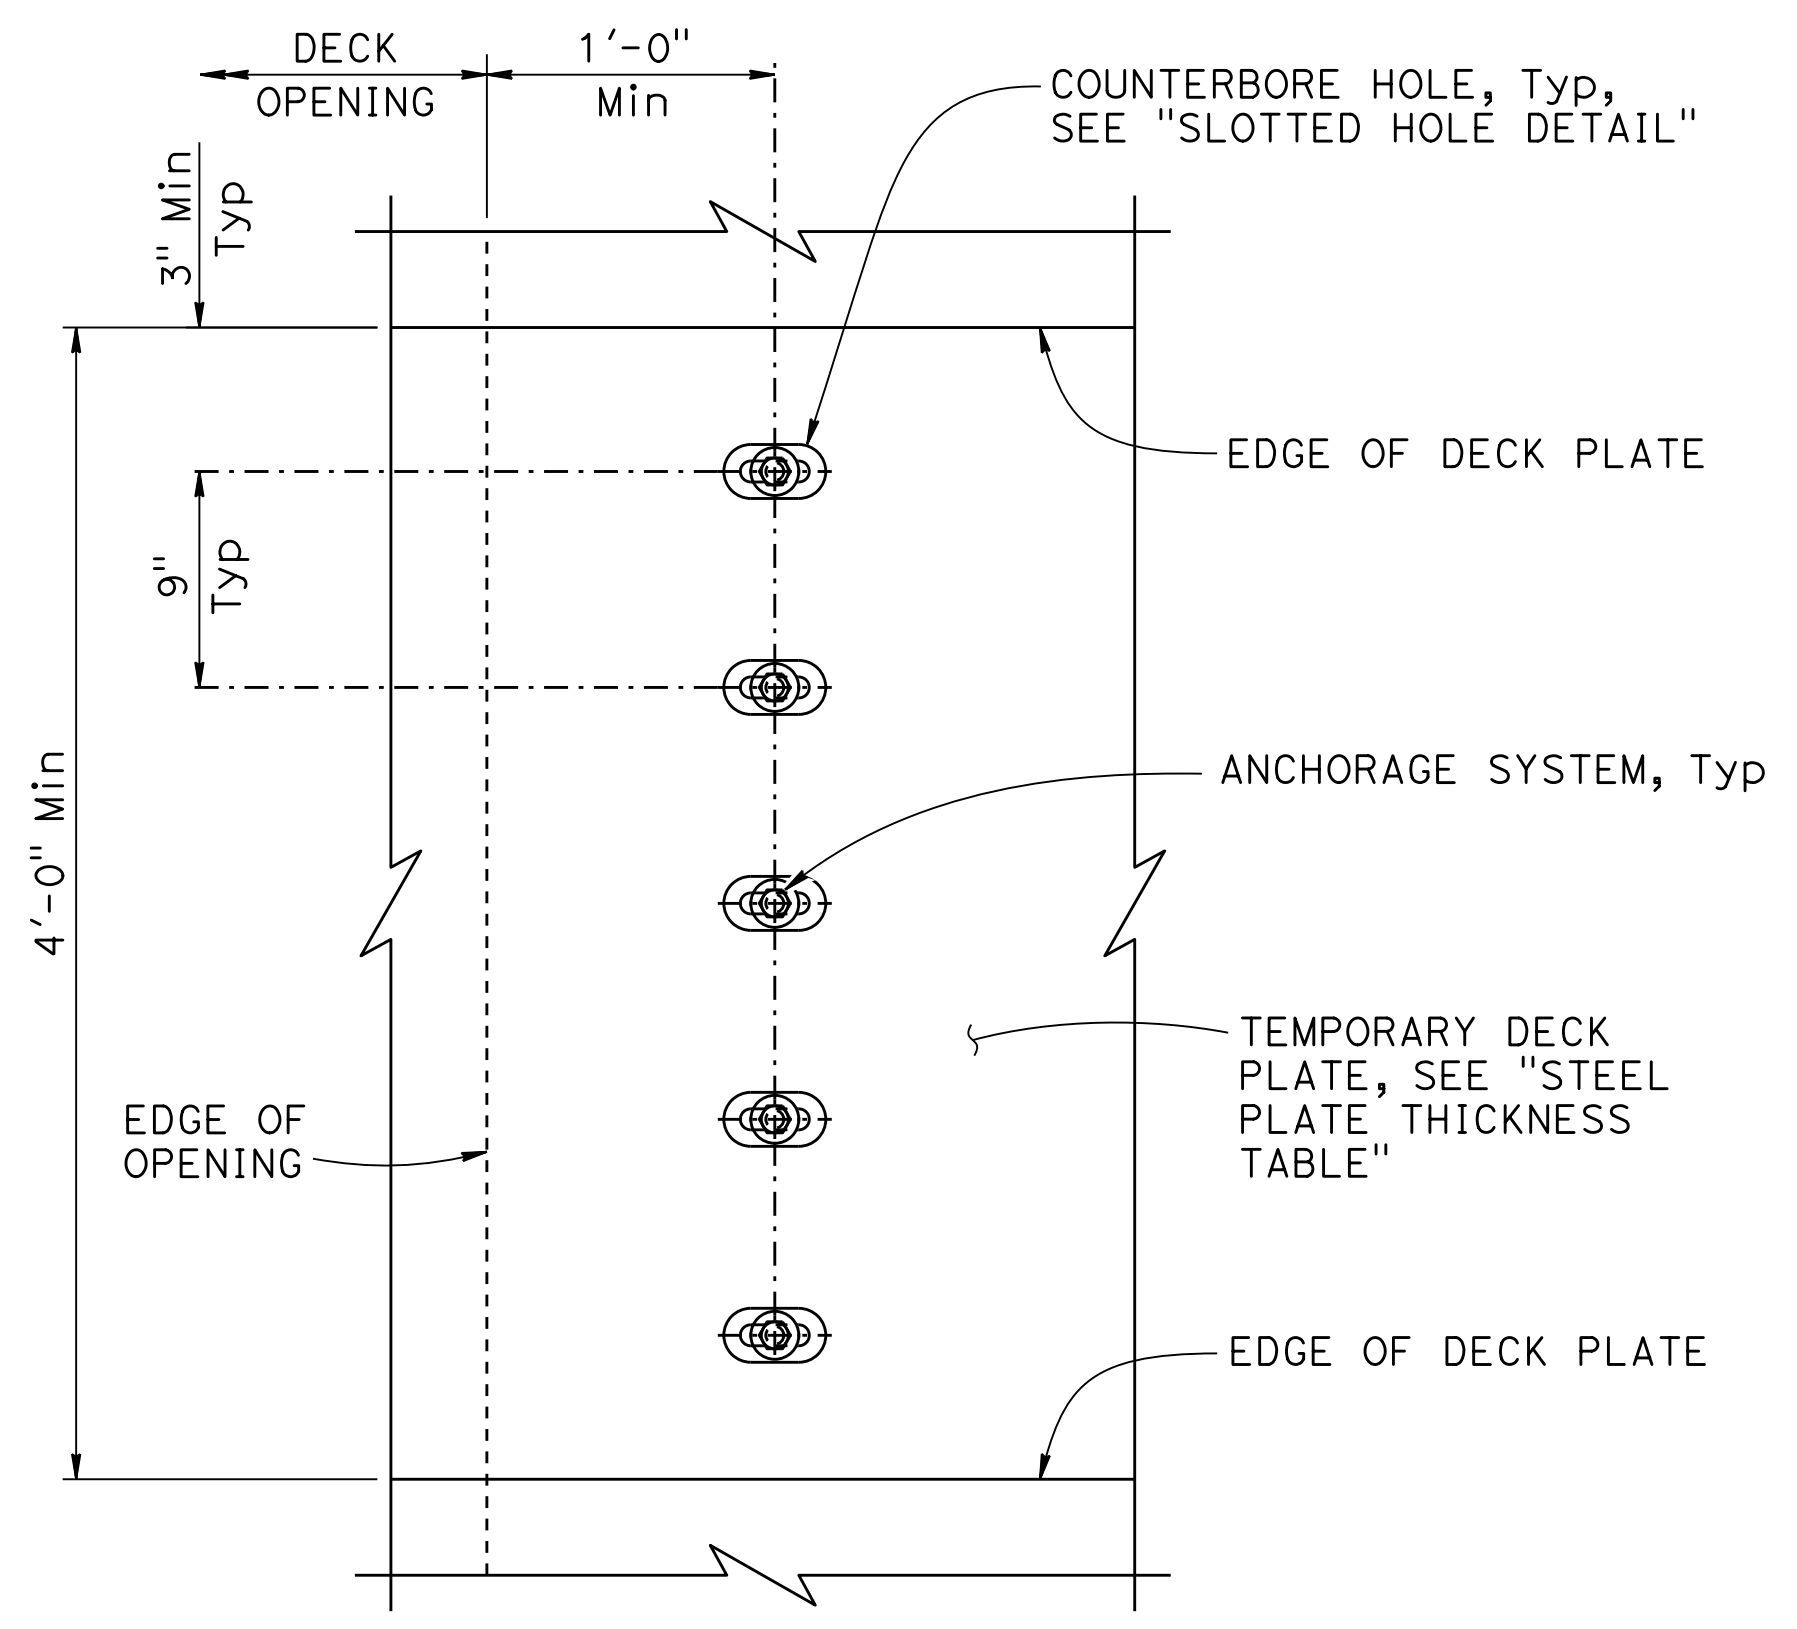 DECK
OPENING
1'-0"
Min
COUNTERBORE HOLE, Typ,
SEE "SLOTTED HOLE DETAIL"
3" Min
Typ
EDGE OF DECK PLATE
9"
Typ
ANCHORAGE SYSTEM, Typ
4'-0" Min
TEMPORARY DECK
PLATE, SEE "STEEL
PLATE THICKNESS
TABLE"
EDGE OF
OPENING
EDGE OF DECK PLATE